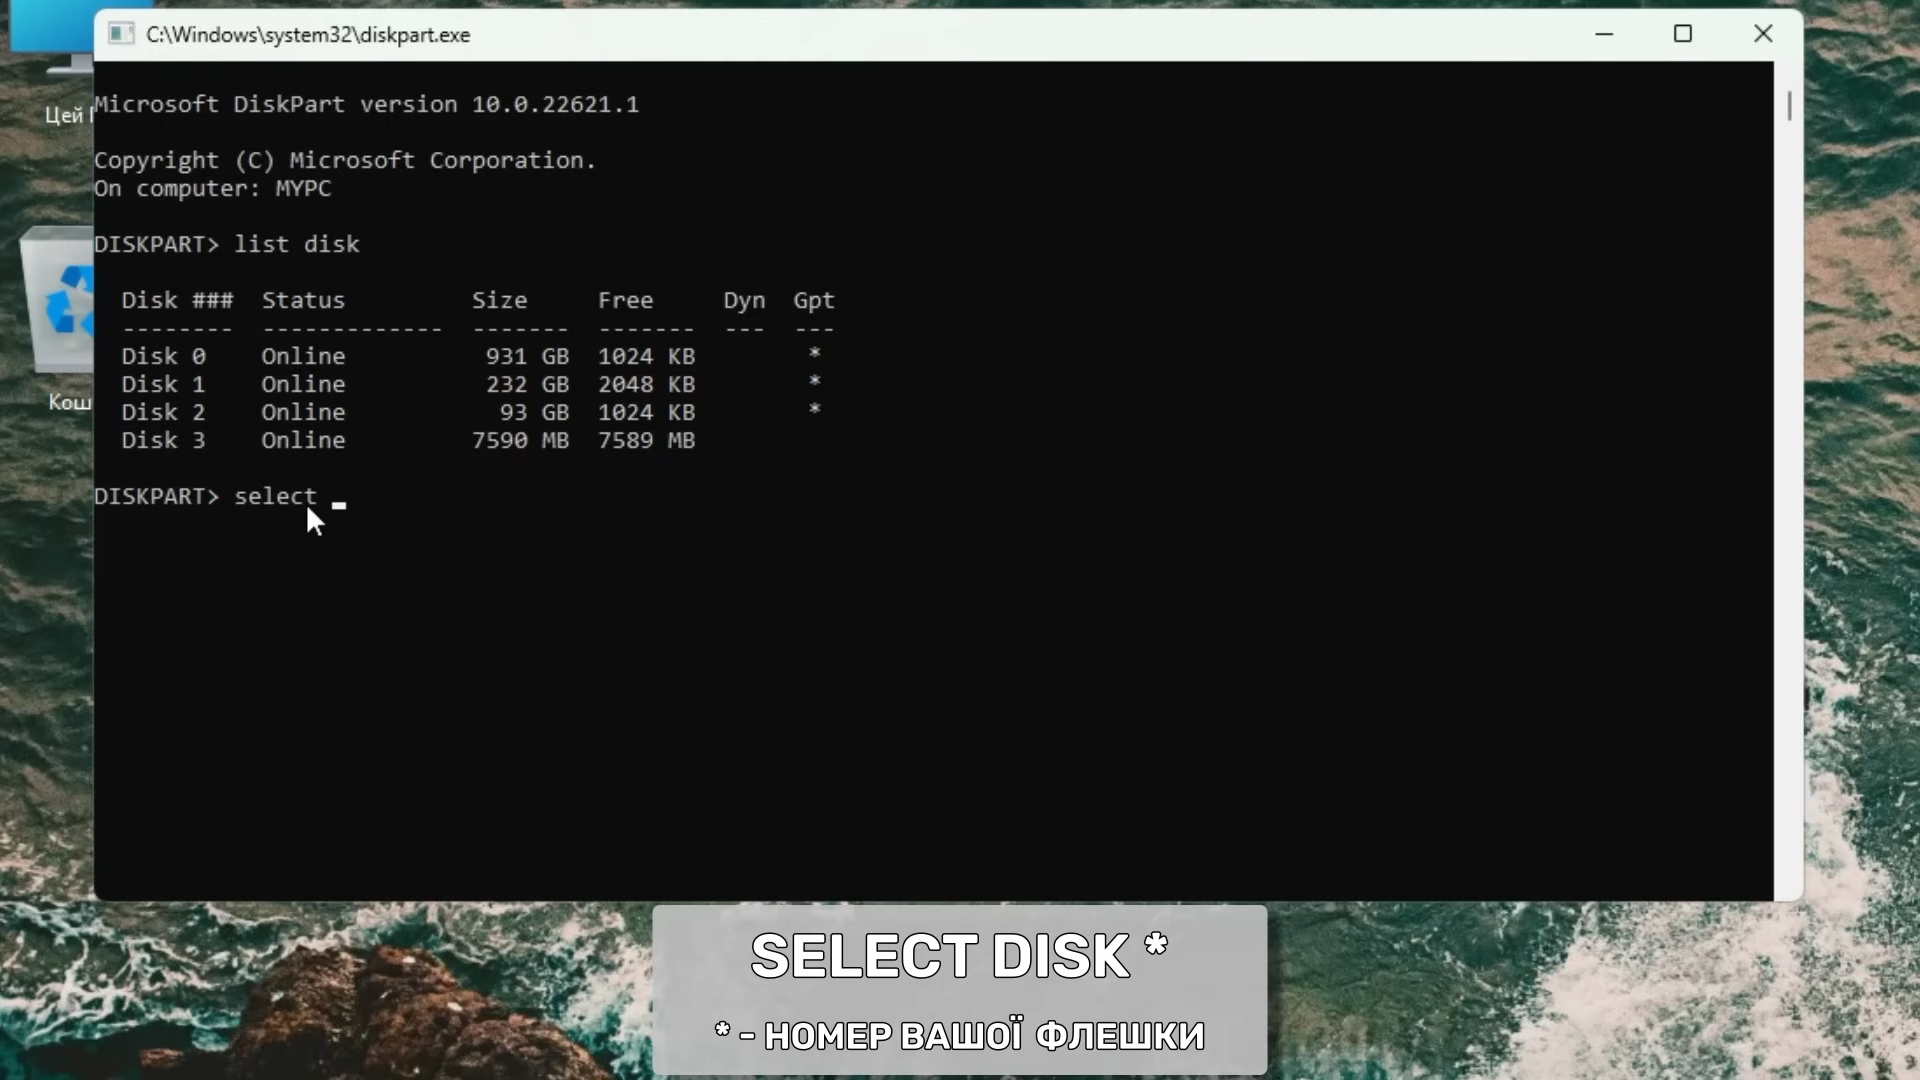 C:\Windows\system32\diskpart.exe
Цей
Microsoft DiskPart version 10.0.22621.1
Copyright (C) Microsoft Corporation.
On computer: MYPC
DISKPART> list disk
Disk ### Status Size Free Dyn Gpt
-------- ------------- ------- ------- --- ---
Disk 0 Online 931 GB 1024 KB *
Disk 1 Online 232 GB 2048 KB *
Disk 2 Online 93 GB 1024 KB *
Disk 3 Online 7590 MB 7589 MB
Кош
DISKPART> select _
SELECT DISK *
* - НОМЕР ВАШОЇ ФЛЕШКИ